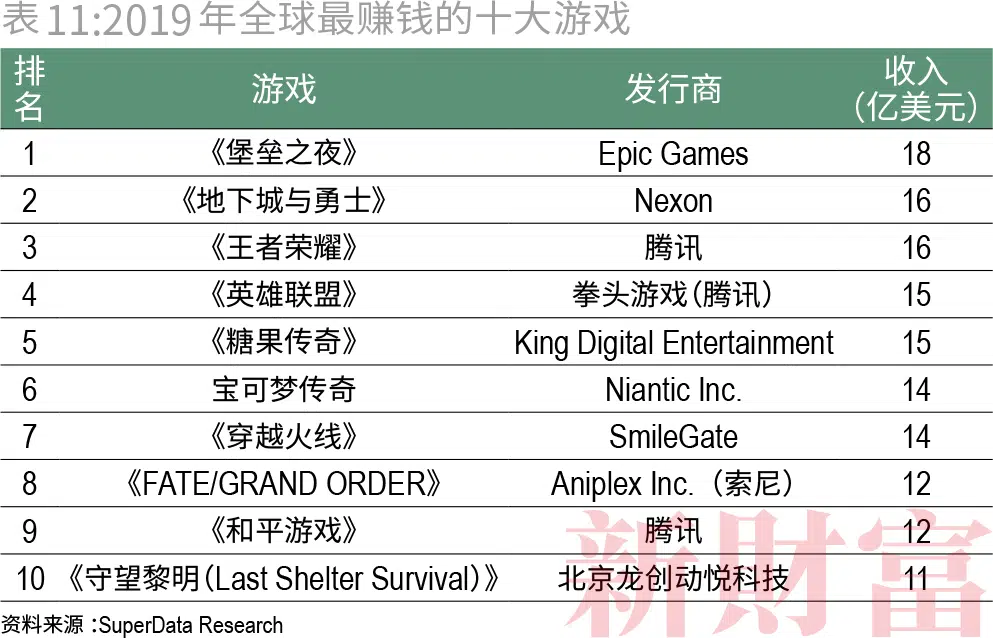 表11:2019年全球最赚钱的十大游戏
排名 游戏 发行商 收入(亿美元)
1 《堡垒之夜》 Epic Games 18
2 《地下城与勇士》 Nexon 16
3 《王者荣耀》 腾讯 16
4 《英雄联盟》 拳头游戏(腾讯) 15
5 《糖果传奇》 King Digital Entertainment 15
6 宝可梦传奇 Niantic Inc. 14
7 《穿越火线》 SmileGate 14
8 《FATE/GRAND ORDER》 Aniplex Inc.(索尼) 12
9 《和平游戏》 腾讯 12
10 《守望黎明(Last Shelter Survival)》 北京龙创动悦科技 11
新財富
资料来源:SuperData Research